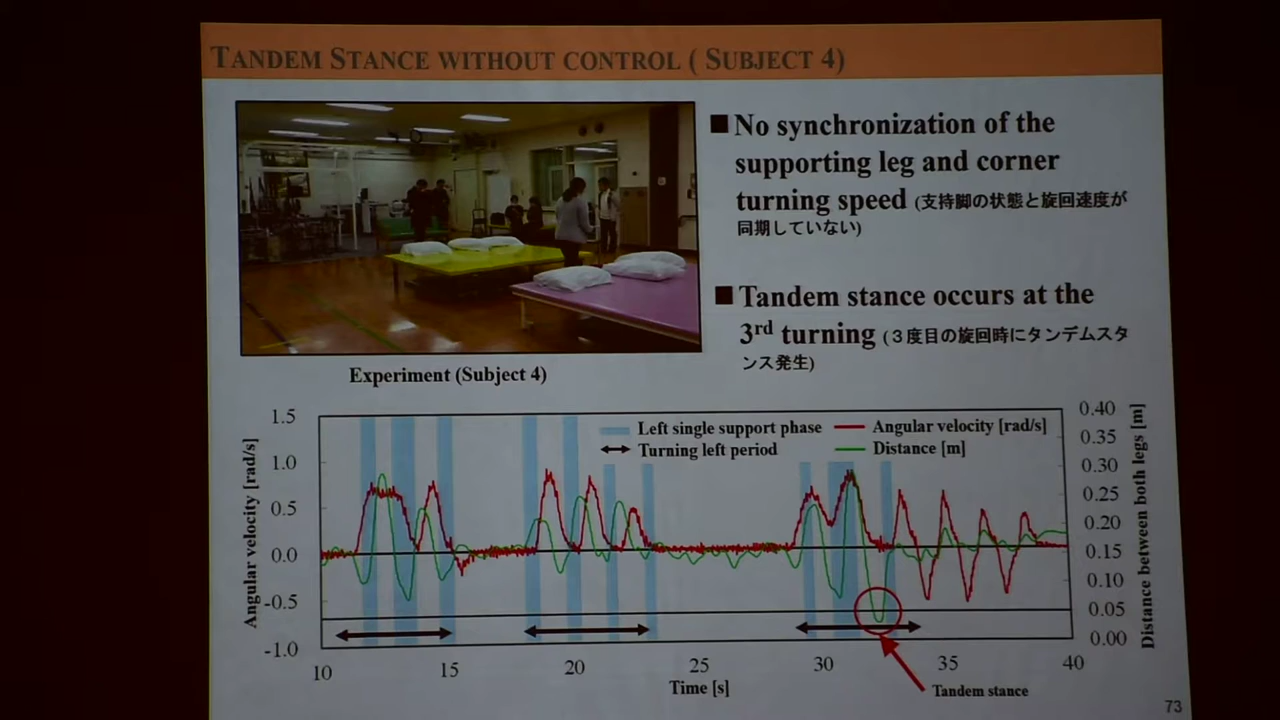 TANDEM STANCE WITHOUT CONTROL ( SUBJECT 4)
■ No synchronization of the
supporting leg and corner
turning speed (支持脚の状態と旋回速度が
同期していない)
■ Tandem stance occurs at the
3rd turning (３度目の旋回時にタンデムスタ
ンス発生)
Experiment (Subject 4)
Left single support phase
Angular velocity [rad/s]
Turning left period
Distance [m]
Angular velocity [rad/s]
1.5
1.0
0.5
0.0
-0.5
-1.0
0.40
0.35
0.30
0.25
0.20
0.15
0.10
0.05
0.00
Distance between both legs [m]
10 15 20 25 30 35 40
Time [s]
Tandem stance
73